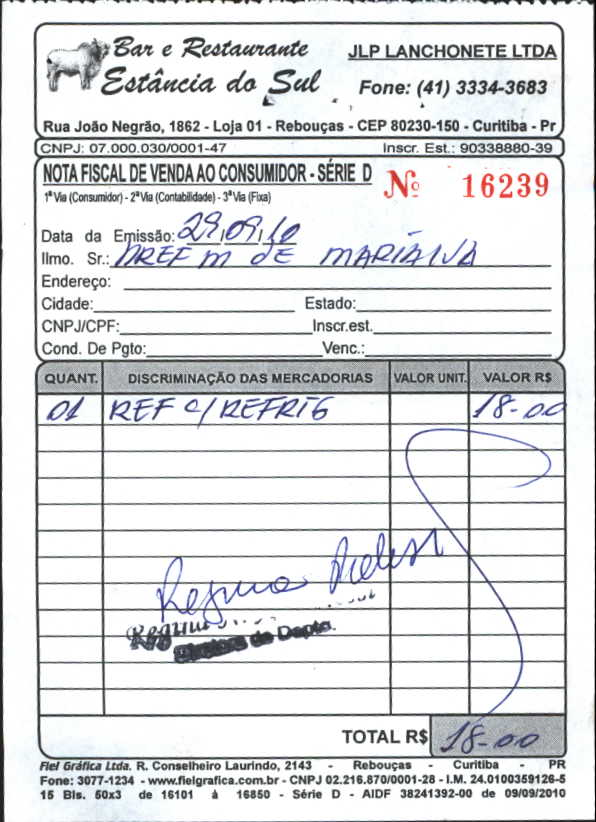 Bar e Restaurante
Estância do Sul
JLP LANCHONETE LTDA
Fone: (41) 3334-3683
Rua João Negrão, 1862 - Loja 01 - Rebouças - CEP 80230-150 - Curitiba - Pr
CNPJ: 07.000.030/0001-47 Inscr. Est.: 90338880-39
NOTA FISCAL DE VENDA AO CONSUMIDOR - SÉRIE D
1ª Via (Consumidor) - 2ª Via (Contabilidade) - 3ª Via (Fixa)
Nº 16239
Data da Emissão: 29/09/10
Ilmo. Sr.: PREF M DE MARIALVA
Endereço:
Cidade: Estado:
CNPJ/CPF: Inscr.est.
Cond. De Pgto: Venc.:
QUANT. DISCRIMINAÇÃO DAS MERCADORIAS VALOR UNIT. VALOR R$
01 REF C/ REFRIG 18-00
Regina
Regina
Diretora de Depto.
TOTAL R$ 18-00
Fiel Gráfica Ltda. R. Conselheiro Laurindo, 2143 - Rebouças - Curitiba - PR
Fone: 3077-1234 - www.fielgrafica.com.br - CNPJ 02.216.870/0001-28 - I.M. 24.0100359126-5
15 Bls. 50x3 de 16101 à 16850 - Série D - AIDF 38241392-00 de 09/09/2010